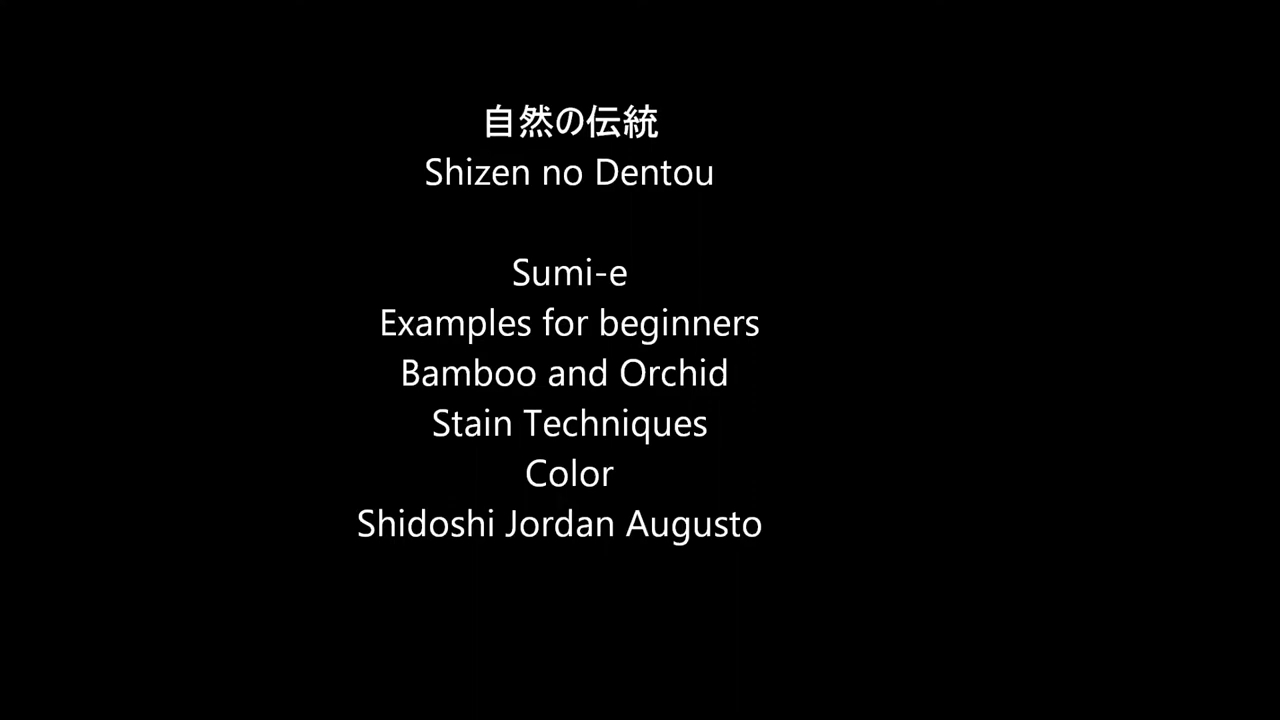 自然の伝統
Shizen no Dentou
Sumi-e
Examples for beginners
Bamboo and Orchid
Stain Techniques
Color
Shidoshi Jordan Augusto